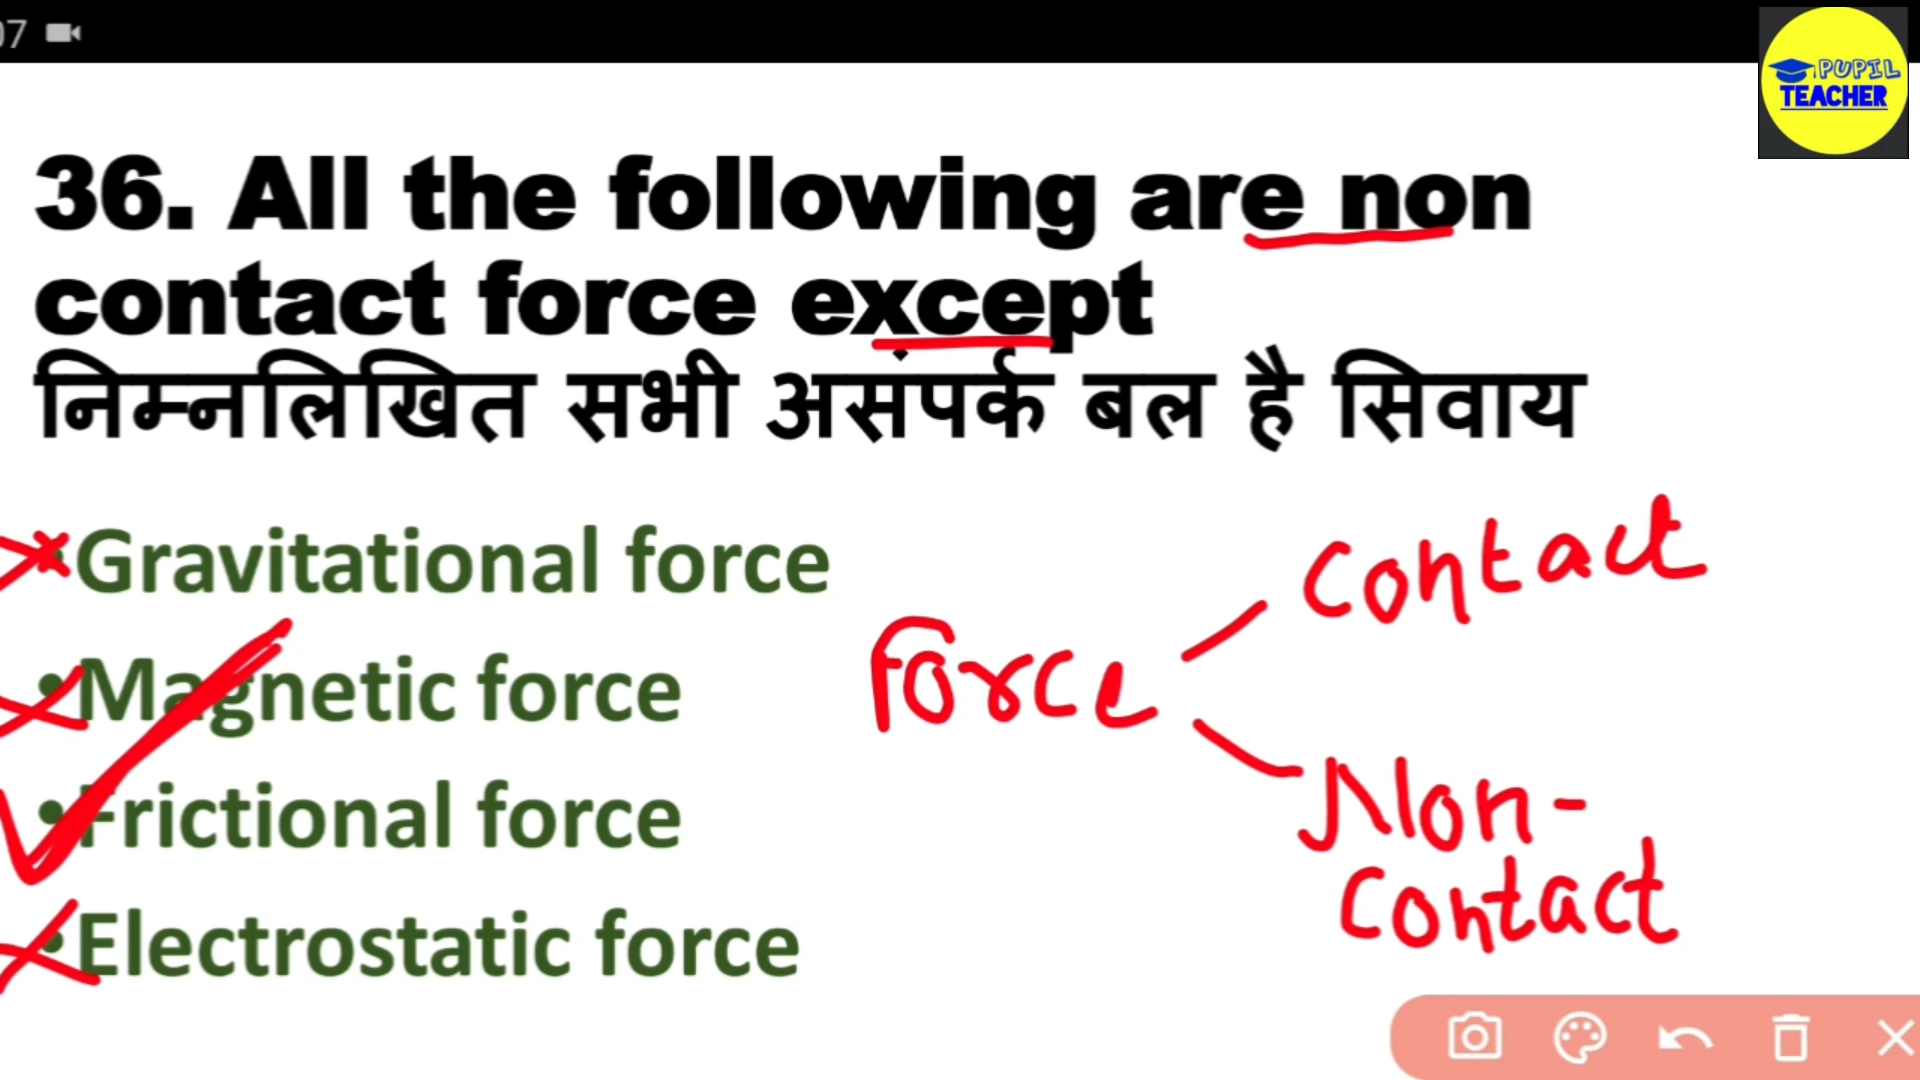 07
PUPIL
TEACHER
36. All the following are non
contact force except
निम्नलिखित सभी असंपर्क बल है सिवाय
•Gravitational force
•Magnetic force
•Frictional force
•Electrostatic force
Force
Contact
Non-
Contact